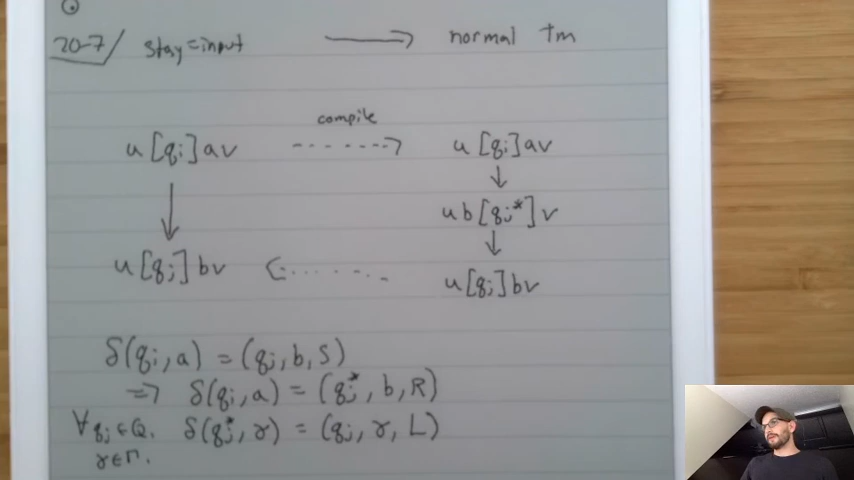 20-7/ stay=input ⟶ normal Tm
compile
u[qi]av ----> u[qi]av
↓ ↓
ub[qj*]v
↓
u[qj]bv <---- u[qj]bv
δ(qi,a) = (qj,b,S)
=> δ(qi,a) = (qj*,b,R)
∀qj∈Q, δ(qj*,γ) = (qj,γ,L)
γ∈Γ.